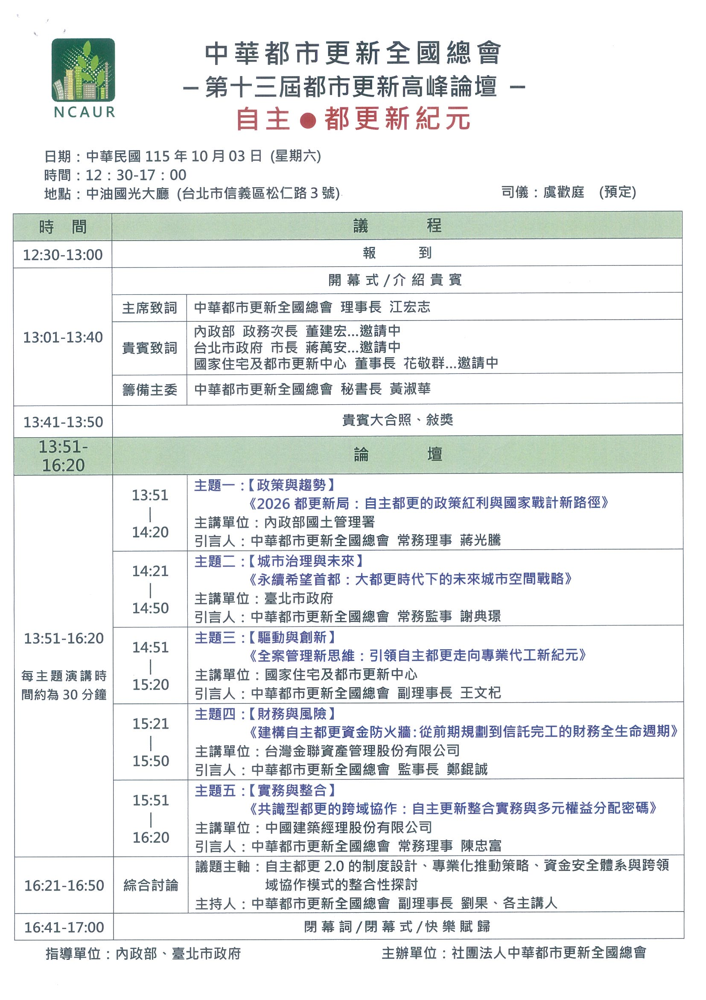 NCAUR
中華都市更新全國總會
－第十三屆都市更新高峰論壇－
自主●都更新紀元
日期：中華民國 115 年 10 月 03 日 (星期六)
時間：12：30-17：00
地點：中油國光大廳 (台北市信義區松仁路 3 號)
司儀：虞歡庭 (預定)
時 間 議 程
12:30-13:00 報 到
13:01-13:40
開幕式/介紹貴賓
主席致詞 中華都市更新全國總會 理事長 江宏志
貴賓致詞
內政部 政務次長 董建宏...邀請中
台北市政府 市長 蔣萬安...邀請中
國家住宅及都市更新中心 董事長 花敬群...邀請中
籌備主委 中華都市更新全國總會 秘書長 黃淑華
13:41-13:50 貴賓大合照、敍獎
13:51-
16:20
論 壇
13:51-16:20
每主題演講時
間約為 30 分鐘
13:51
|
14:20
主題一：【政策與趨勢】
《2026 都更新局：自主都更的政策紅利與國家戰計新路徑》
主講單位：內政部國土管理署
引言人：中華都市更新全國總會 常務理事 蔣光騰
14:21
|
14:50
主題二：【城市治理與未來】
《永續希望首都：大都更時代下的未來城市空間戰略》
主講單位：臺北市政府
引言人：中華都市更新全國總會 常務監事 謝典璟
14:51
|
15:20
主題三：【驅動與創新】
《全案管理新思維：引領自主都更走向專業代工新紀元》
主講單位：國家住宅及都市更新中心
引言人：中華都市更新全國總會 副理事長 王文杞
15:21
|
15:50
主題四：【財務與風險】
《建構自主都更資金防火牆:從前期規劃到信託完工的財務全生命週期》
主講單位：台灣金聯資產管理股份有限公司
引言人：中華都市更新全國總會 監事長 鄭錕誠
15:51
|
16:20
主題五：【實務與整合】
《共識型都更的跨域協作：自主更新整合實務與多元權益分配密碼》
主講單位：中國建築經理股份有限公司
引言人：中華都市更新全國總會 常務理事 陳忠富
16:21-16:50 綜合討論
議題主軸：自主都更 2.0 的制度設計、專業化推動策略、資金安全體系與跨領
域協作模式的整合性探討
主持人：中華都市更新全國總會 副理事長 劉果、各主講人
16:41-17:00 閉幕詞/閉幕式/快樂賦歸
指導單位：內政部、臺北市政府
主辦單位：社團法人中華都市更新全國總會